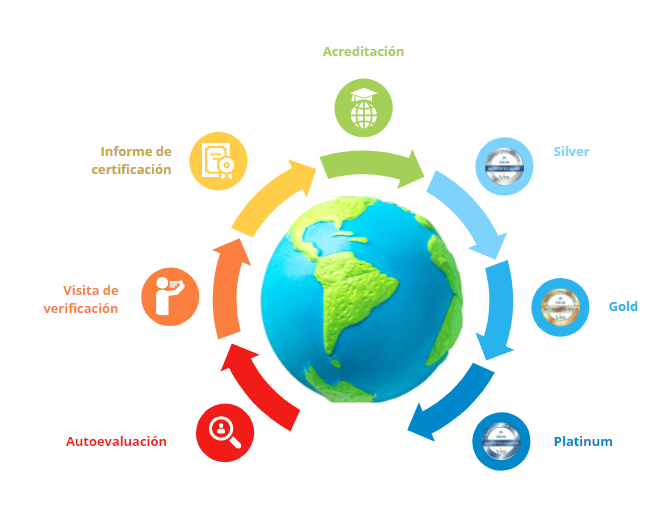 Acreditación
Informe de
certificación
Silver
Visita de
verificación
Gold
Autoevaluación
Platinum